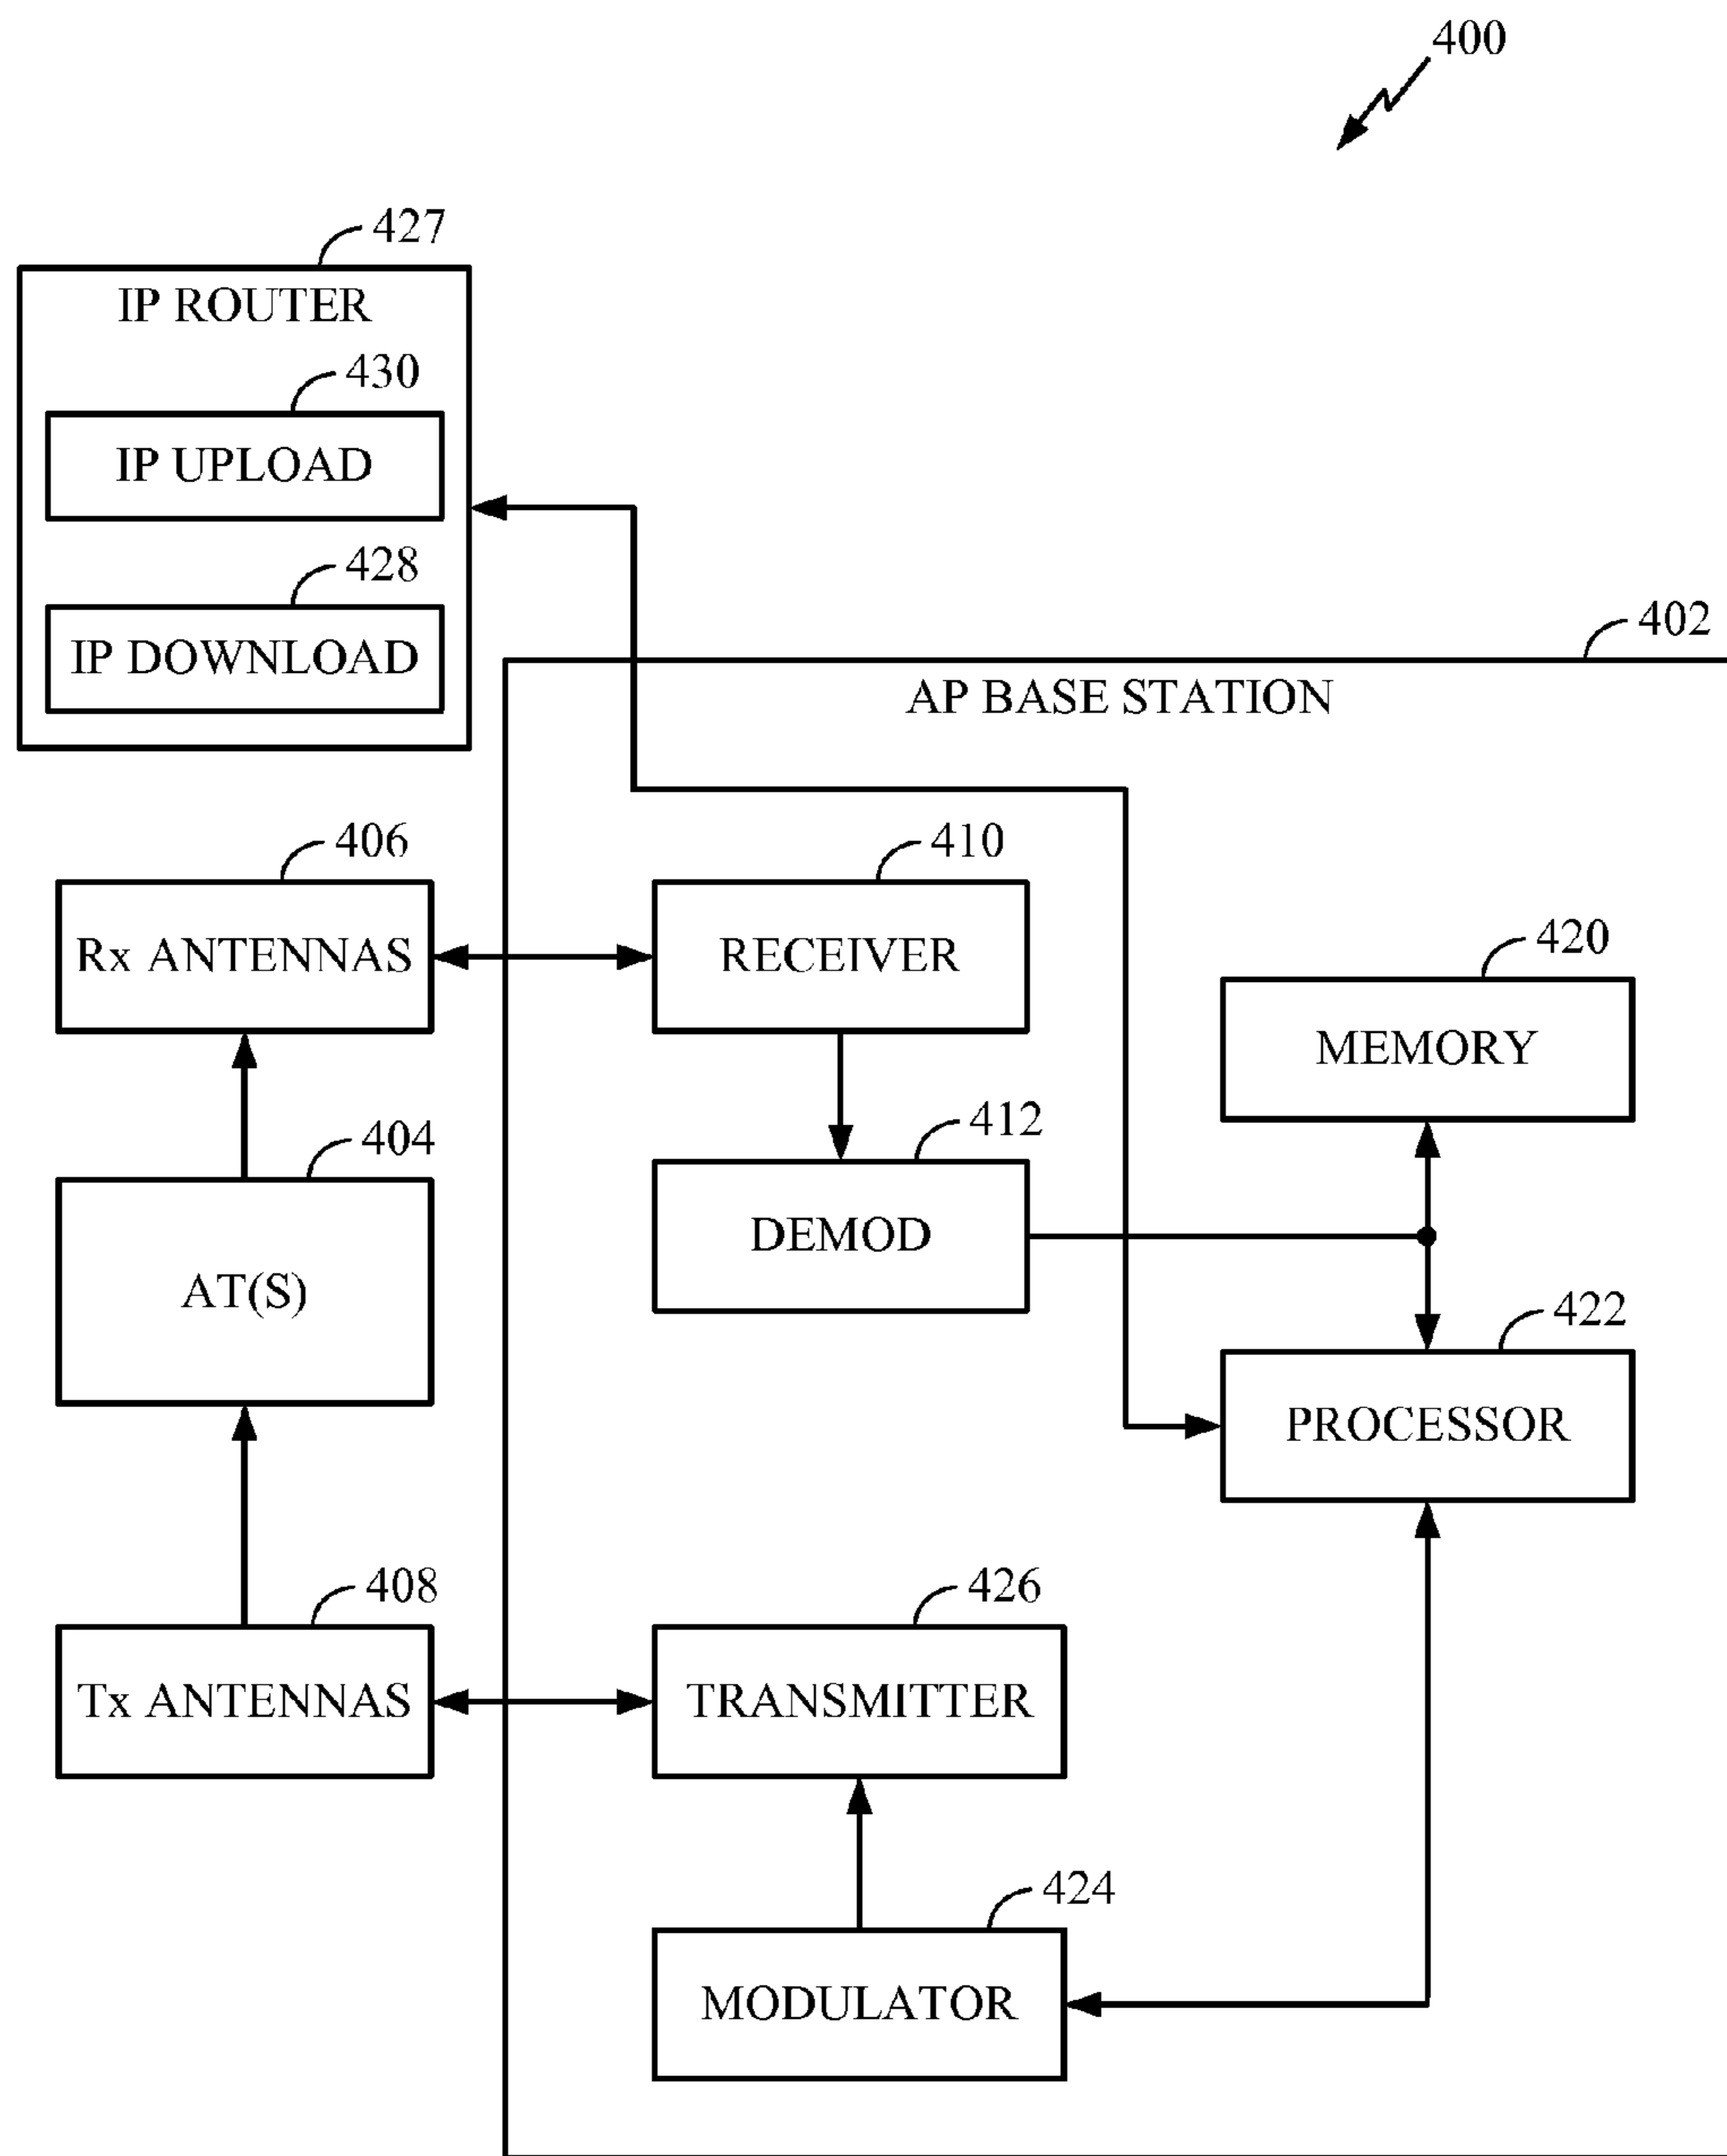 400
427
IP ROUTER
430
IP UPLOAD
428
IP DOWNLOAD
402
AP BASE STATION
406
410
Rx ANTENNAS
RECEIVER
420
MEMORY
404
412
AT(S)
DEMOD
422
PROCESSOR
408
426
Tx ANTENNAS
TRANSMITTER
424
MODULATOR